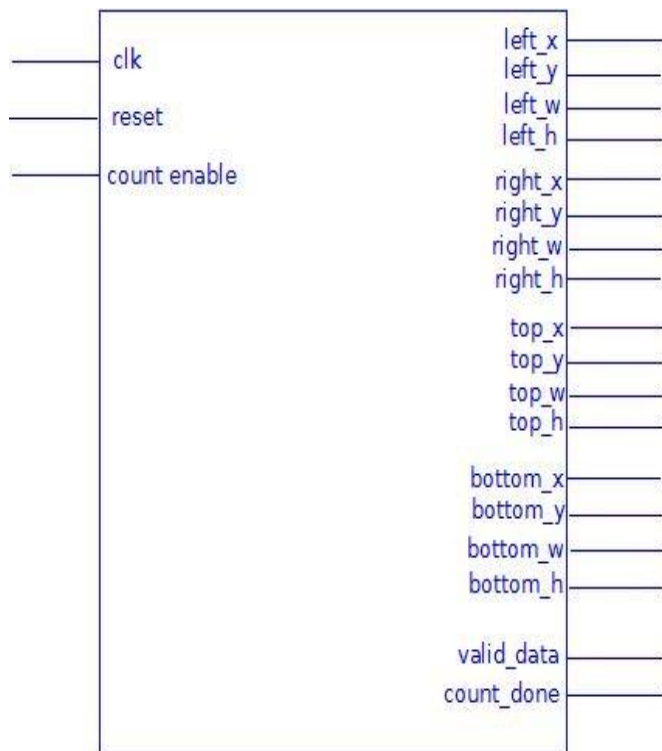 clk
reset
count enable
left_x
left_y
left_w
left_h
right_x
right_y
right_w
right_h
top_x
top_y
top_w
top_h
bottom_x
bottom_y
bottom_w
bottom_h
valid_data
count_done